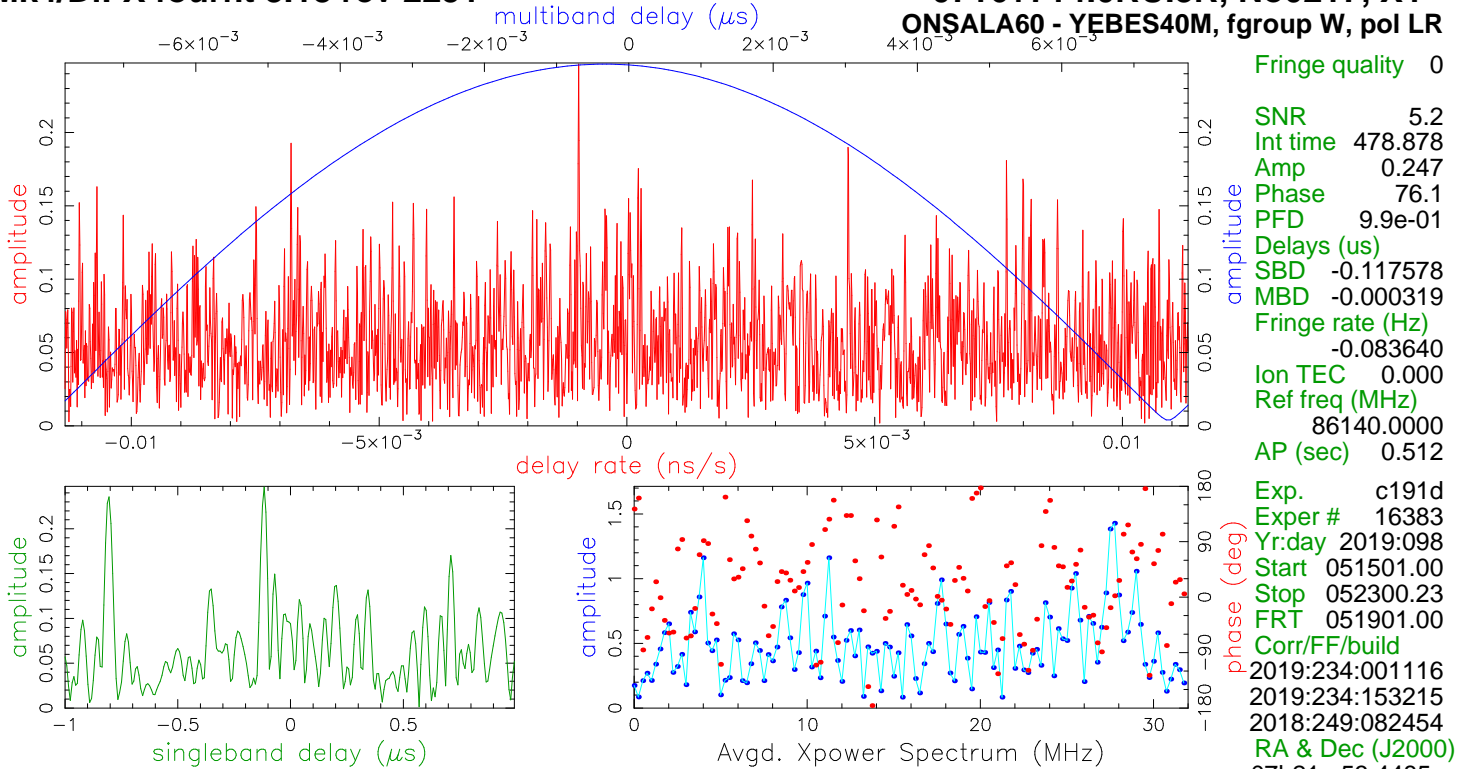 ONSALA60 - YEBES40M, fgroup W, pol LR
multiband delay (μs)
−6×10⁻³ −4×10⁻³ −2×10⁻³ 0 2×10⁻³ 4×10⁻³ 6×10⁻³
amplitude
0 0.05 0.1 0.15 0.2
amplitude
0 0.05 0.1 0.15 0.2
−0.01 −5×10⁻³ 0 5×10⁻³ 0.01
delay rate (ns/s)
amplitude
0 0.05 0.1 0.15 0.2
−1 −0.5 0 0.5
singleband delay (μs)
amplitude
0 0.5 1 1.5
phase (deg)
−180 −90 0 90 180
0 10 20 30
Avgd. Xpower Spectrum (MHz)
Fringe quality 0
SNR 5.2
Int time 478.878
Amp 0.247
Phase 76.1
PFD 9.9e-01
Delays (us)
SBD -0.117578
MBD -0.000319
Fringe rate (Hz)
-0.083640
Ion TEC 0.000
Ref freq (MHz)
86140.0000
AP (sec) 0.512
Exp. c191d
Exper # 16383
Yr:day 2019:098
Start 051501.00
Stop 052300.23
FRT 051901.00
Corr/FF/build
2019:234:001116
2019:234:153215
2018:249:082454
RA & Dec (J2000)